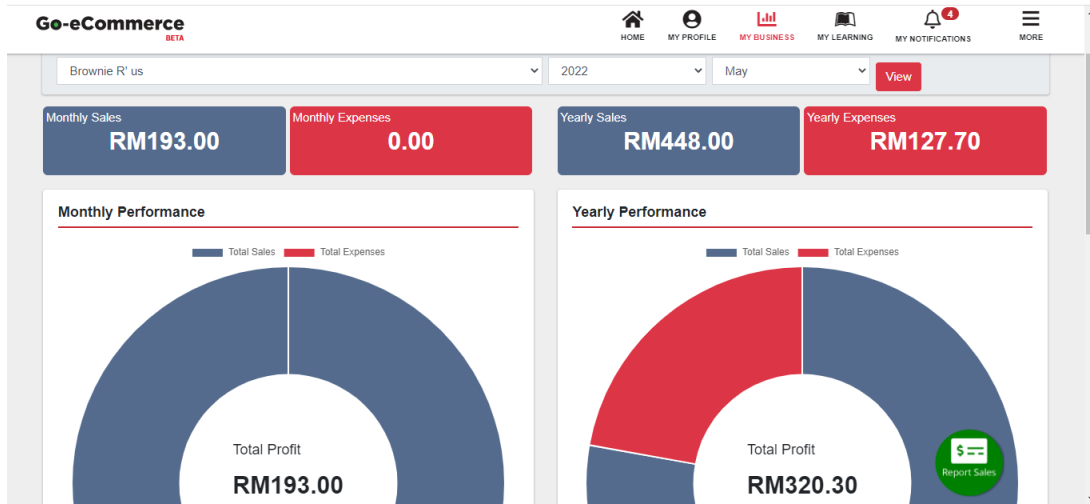 Go-eCommerce
BETA
HOME
MY PROFILE
MY BUSINESS
MY LEARNING
4
MY NOTIFICATIONS
MORE
Brownie R' us
2022
May
View
Monthly Sales
RM193.00
Monthly Expenses
0.00
Yearly Sales
RM448.00
Yearly Expenses
RM127.70
Monthly Performance
Total Sales Total Expenses
Total Profit
RM193.00
Yearly Performance
Total Sales Total Expenses
Total Profit
RM320.30
$
Report Sales